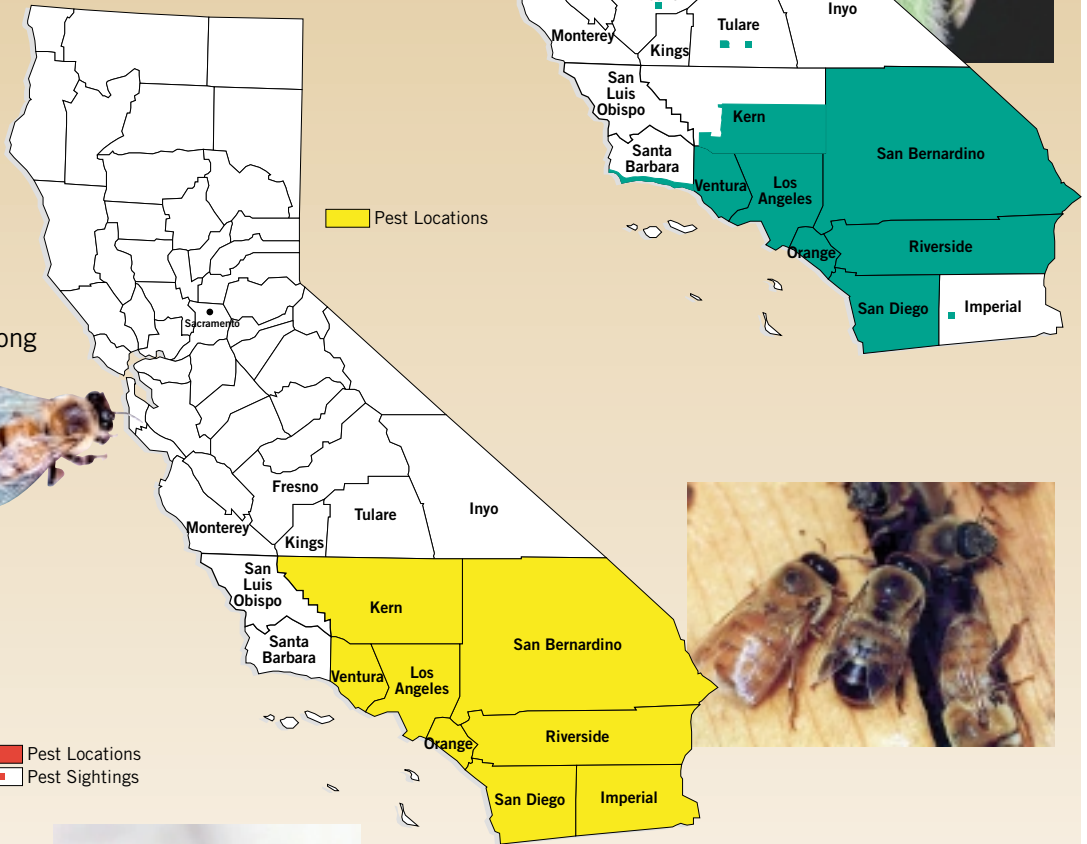 Monterey
Kings
Tulare
Inyo
San
Luis
Obispo
Kern
Santa
Barbara
Ventura
Los
Angeles
San Bernardino
Orange
Riverside
San Diego
Imperial
Pest Locations
Sacramento
ong
Fresno
Monterey
Kings
Tulare
Inyo
San
Luis
Obispo
Kern
Santa
Barbara
Ventura
Los
Angeles
San Bernardino
Orange
Riverside
San Diego
Imperial
Pest Locations
Pest Sightings